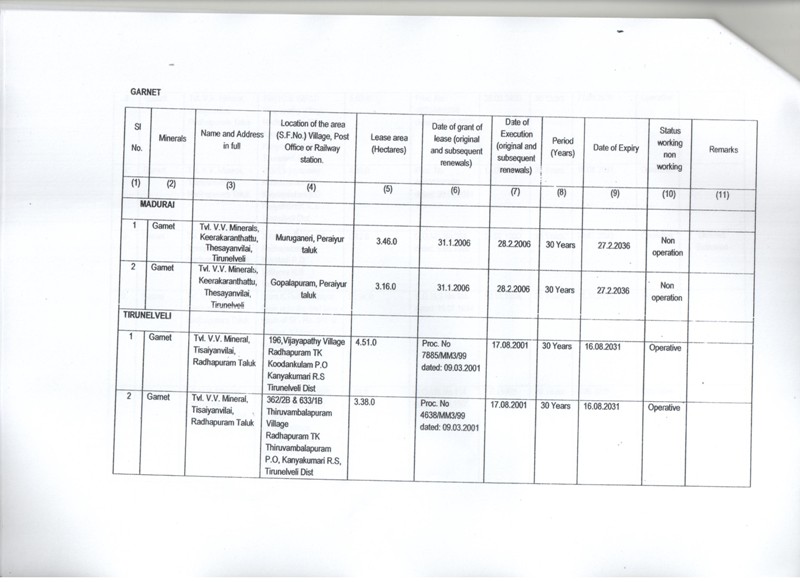 GARNET
Sl No. Minerals Name and Address in full Location of the area (S.F.No.) Village, Post Office or Railway station. Lease area (Hectares) Date of grant of lease (original and subsequent renewals) Date of Execution (original and subsequent renewals) Period (Years) Date of Expiry Status working non working Remarks
(1) (2) (3) (4) (5) (6) (7) (8) (9) (10) (11)
MADURAI
1 Garnet Tvl. V.V. Minerals, Keerakaranthattu, Thesayanvilai, Tirunelveli Muruganeri, Peraiyur taluk 3.46.0 31.1.2006 28.2.2006 30 Years 27.2.2036 Non operation
2 Garnet Tvl. V.V. Minerals, Keerakaranthattu, Thesayanvilai, Tirunelveli Gopalapuram, Peraiyur taluk 3.16.0 31.1.2006 28.2.2006 30 Years 27.2.2036 Non operation
TIRUNELVELI
1 Garnet Tvl. V.V. Mineral, Tisaiyanvilai, Radhapuram Taluk 196,Vijayapathy Village Radhapuram TK Koodankulam P.O Kanyakumari R.S Tirunelveli Dist 4.51.0 Proc. No 7885/MM3/99 dated: 09.03.2001 17.08.2001 30 Years 16.08.2031 Operative
2 Garnet Tvl. V.V. Mineral, Tisaiyanvilai, Radhapuram Taluk 362/2B & 633/1B Thiruvambalapuram Village Radhapuram TK Thiruvambalapuram P.O, Kanyakumari R.S, Tirunelveli Dist 3.38.0 Proc. No 4638/MM3/99 dated: 09.03.2001 17.08.2001 30 Years 16.08.2031 Operative